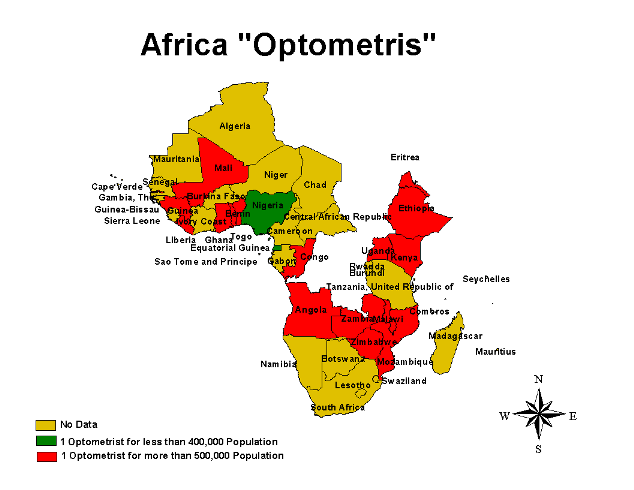 Africa "Optometris"
Algeria
Mauritania
Mali
Niger
Chad
Eritrea
Cape Verde
Senegal
Gambia, The
Guinea-Bissau
Guinea
Sierra Leone
Burkina Faso
Benin
Nigeria
Ivory Coast
Central African Republic
Ethiopia
Liberia
Ghana
Togo
Cameroon
Equatorial Guinea
Sao Tome and Principe
Gabon
Congo
Uganda
Kenya
Rwanda
Burundi
Tanzania, United Republic of
Seychelles
Angola
Zambia
Malawi
Comoros
Zimbabwe
Madagascar
Mauritius
Namibia
Botswana
Mozambique
Lesotho
Swaziland
South Africa
N
W
E
S
No Data
1 Optometrist for less than 400,000 Population
1 Optometrist for more than 500,000 Population